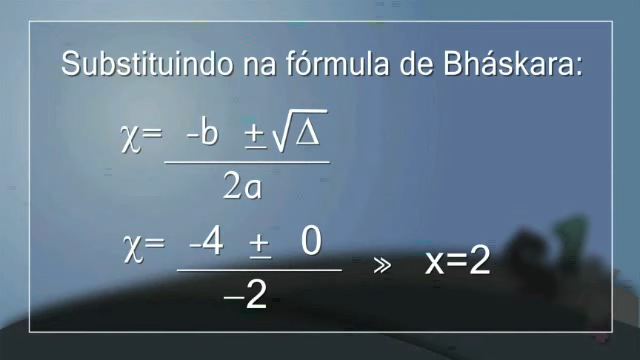 Substituindo na fórmula de Bháskara:
χ= -b ±√Δ
2a
χ= -4 ± 0 » x=2
–2